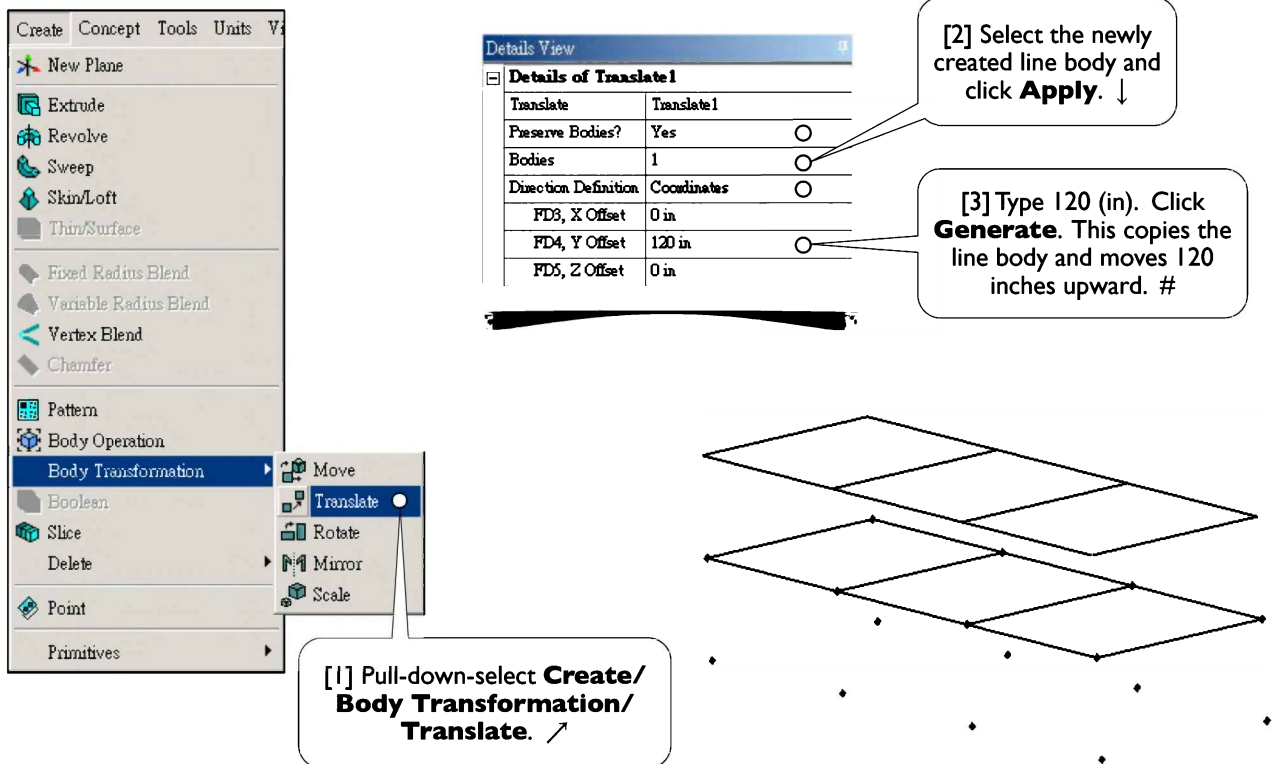 Create Concept Tools Units Vi
New Plane
Extrude
Revolve
Sweep
Skin/Loft
Thin/Surface
Fixed Radius Blend
Variable Radius Blend
Vertex Blend
Chamfer
Pattern
Body Operation
Body Transformation
Boolean
Slice
Delete
Point
Primitives
Move
Translate
Rotate
Mirror
Scale
[1] Pull-down-select Create/
Body Transformation/
Translate. ↗
Details View
Details of Translate1
Translate Translate1
Preserve Bodies? Yes
Bodies 1
Direction Definition Coordinates
FD3, X Offset 0 in
FD4, Y Offset 120 in
FD5, Z Offset 0 in
[2] Select the newly
created line body and
click Apply. ↓
[3] Type 120 (in). Click
Generate. This copies the
line body and moves 120
inches upward. #